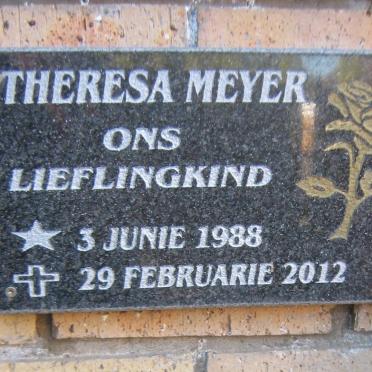 THERESA MEYER
ONS
LIEFLINGKIND
3 JUNIE 1988
29 FEBRUARIE 2012